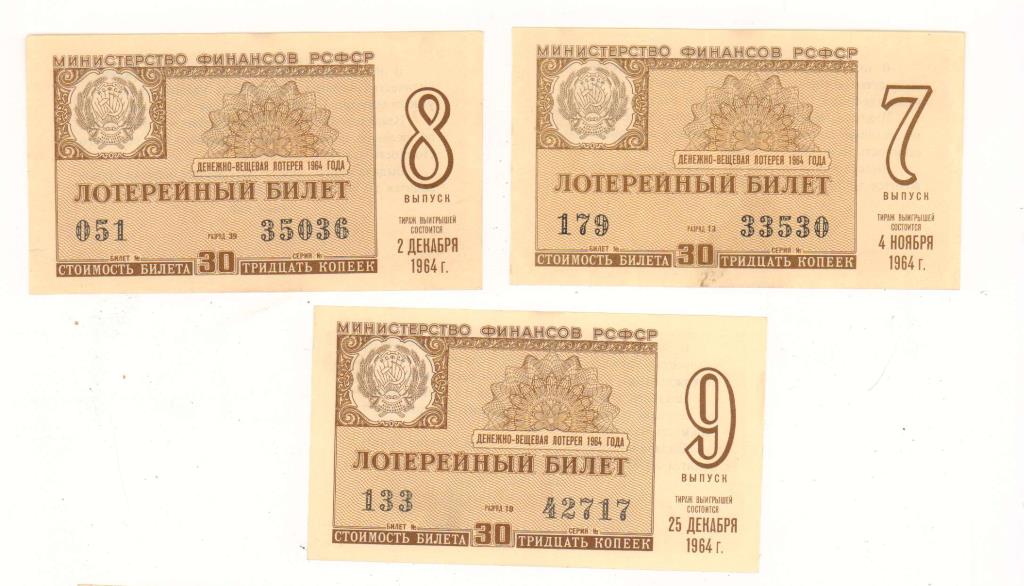 МИНИСТЕРСТВО ФИНАНСОВ РСФСР
8
ДЕНЕЖНО-ВЕЩЕВАЯ ЛОТЕРЕЯ 1964 ГОДА
ЛОТЕРЕЙНЫЙ БИЛЕТ
ВЫПУСК
051 РАЗРЯД 39 35036
ТИРАЖ ВЫИГРЫШЕЙ
СОСТОИТСЯ
2 ДЕКАБРЯ
1964 г.
БИЛЕТ № СЕРИЯ №
СТОИМОСТЬ БИЛЕТА 30 ТРИДЦАТЬ КОПЕЕК
МИНИСТЕРСТВО ФИНАНСОВ РСФСР
7
ДЕНЕЖНО-ВЕЩЕВАЯ ЛОТЕРЕЯ 1964 ГОДА
ЛОТЕРЕЙНЫЙ БИЛЕТ
ВЫПУСК
179 РАЗРЯД 13 33530
ТИРАЖ ВЫИГРЫШЕЙ
СОСТОИТСЯ
4 НОЯБРЯ
1964 г.
БИЛЕТ № СЕРИЯ №
СТОИМОСТЬ БИЛЕТА 30 ТРИДЦАТЬ КОПЕЕК
МИНИСТЕРСТВО ФИНАНСОВ РСФСР
РСФСР
9
ДЕНЕЖНО-ВЕЩЕВАЯ ЛОТЕРЕЯ 1964 ГОДА
ЛОТЕРЕЙНЫЙ БИЛЕТ
ВЫПУСК
133 РАЗРЯД 18 42717
ТИРАЖ ВЫИГРЫШЕЙ
СОСТОИТСЯ
25 ДЕКАБРЯ
1964 г.
БИЛЕТ № СЕРИЯ №
СТОИМОСТЬ БИЛЕТА 30 ТРИДЦАТЬ КОПЕЕК